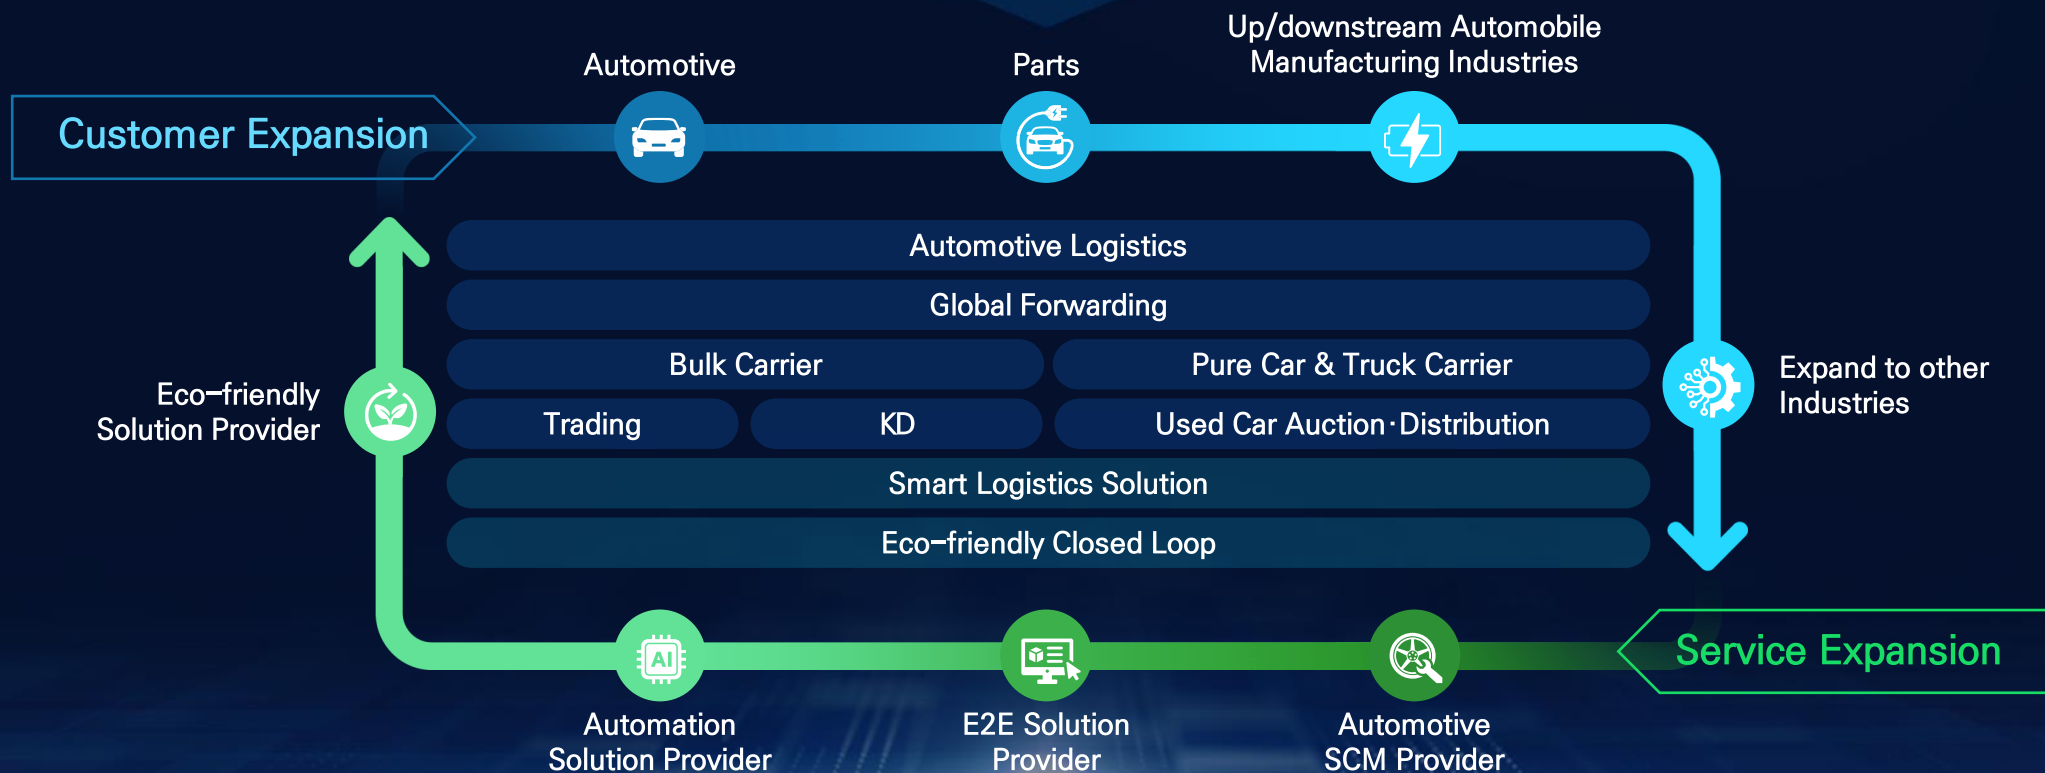 Up/downstream Automobile
Manufacturing Industries
Automotive
Parts
Customer Expansion
Automotive Logistics
Global Forwarding
Bulk Carrier
Pure Car & Truck Carrier
Expand to other
Industries
Eco-friendly
Solution Provider
Trading
KD
Used Car Auction·Distribution
Smart Logistics Solution
Eco-friendly Closed Loop
Service Expansion
AI
Automation
Solution Provider
E2E Solution
Provider
Automotive
SCM Provider